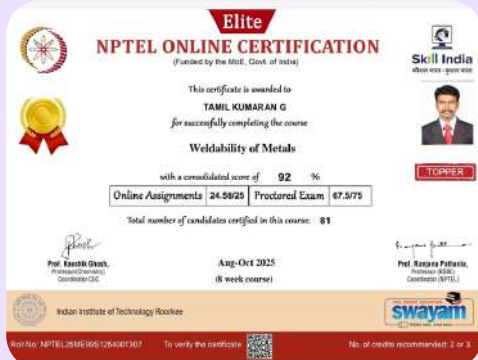 Elite
NPTEL ONLINE CERTIFICATION
(Funded by the MoE, Govt. of India)
Skill India
कौशल भारत - कुशल भारत
This certificate is awarded to
TAMIL KUMARAN G
for successfully completing the course
Weldability of Metals
TOPPER
with a consolidated score of 92 %
Online Assignments 24.58/25 Proctored Exam 67.5/75
Total number of candidates certified in this course: 81
Prof. Kaushik Ghosh,
Coordinator CEC
Aug-Oct 2025
(8 week course)
Prof. Ranjana Pathania,
Coordinator (NPTEL)
Indian Institute of Technology Roorkee
swayam
To verify the certificate
No. of credits recommended: 2 or 3